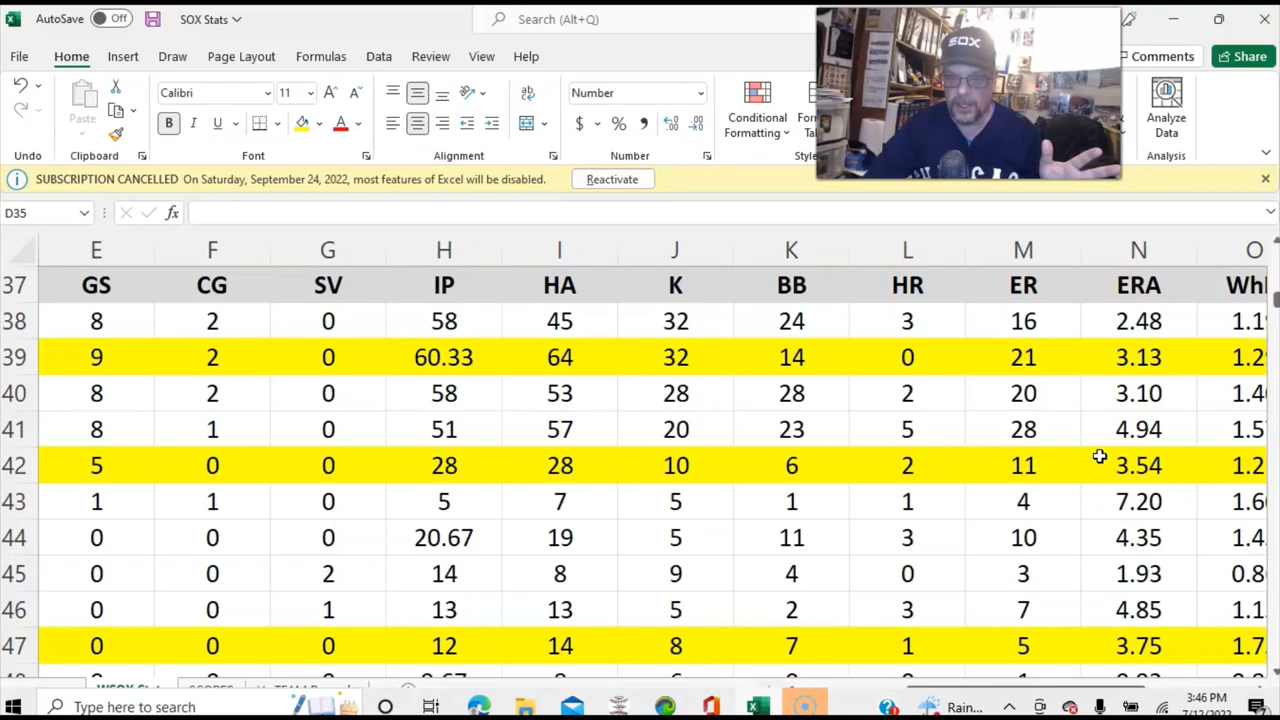 AutoSave Off SOX Stats Search (Alt+Q)
SOX
File Home Insert Draw Page Layout Formulas Data Review View Help Comments Share
Calibri 11 Number
Paste B I U $ % Conditional Formatting Analyze Data
Undo Clipboard Font Alignment Number Analysis
SUBSCRIPTION CANCELLED On Saturday, September 24, 2022, most features of Excel will be disabled. Reactivate
D35 fx
E F G H I J K L M N O
37 GS CG SV IP HA K BB HR ER ERA
38 8 2 0 58 45 32 24 3 16 2.48
39 9 2 0 60.33 64 32 14 0 21 3.13
40 8 2 0 58 53 28 28 2 20 3.10
41 8 1 0 51 57 20 23 5 28 4.94
42 5 0 0 28 28 10 6 2 11 3.54
43 1 1 0 5 7 5 1 1 4 7.20
44 0 0 0 20.67 19 5 11 3 10 4.35
45 0 0 2 14 8 9 4 0 3 1.93
46 0 0 1 13 13 5 2 3 7 4.85
47 0 0 0 12 14 8 7 1 5 3.75
Type here to search Rain... 3:46 PM
7/12/2022